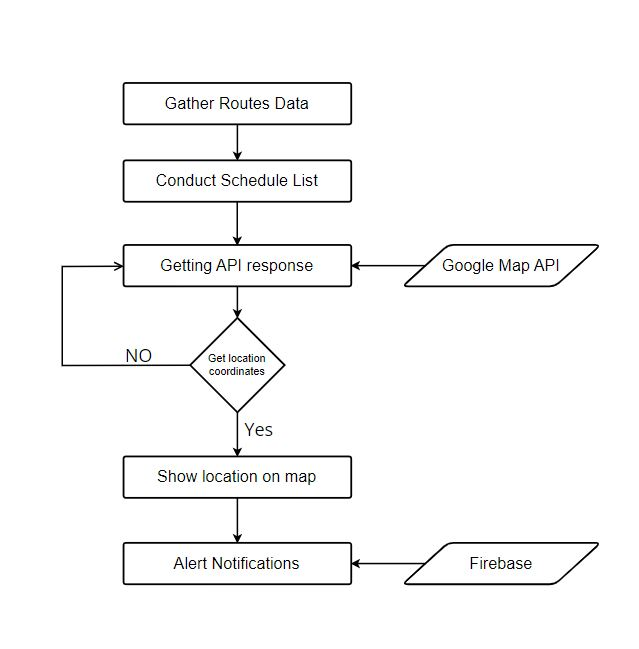 Gather Routes Data
Conduct Schedule List
Getting API response
Google Map API
NO
Get location
coordinates
Yes
Show location on map
Alert Notifications
Firebase